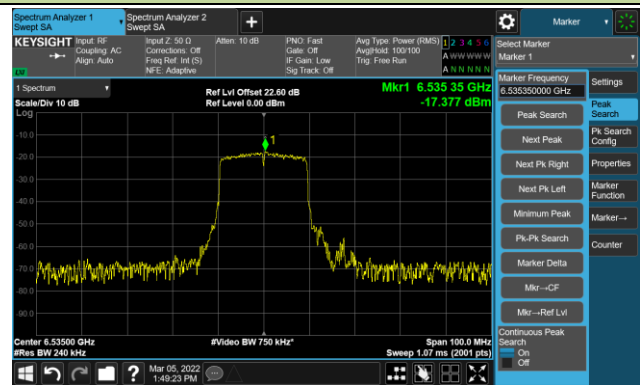 Spectrum Analyzer 1
Swept SA
Spectrum Analyzer 2
Swept SA
+
Marker
KEYSIGHT
Input: RF
Coupling: AC
Align: Auto
Input Z: 50 Ω
Corrections: Off
Freq Ref: Int (S)
NFE: Adaptive
Atten: 10 dB
PNO: Fast
Gate: Off
IF Gain: Low
Sig Track: Off
Avg Type: Power (RMS)
Avg|Hold: 100/100
Trig: Free Run
1 2 3 4 5 6
A W W W W W
A N N N N N
Select Marker
Marker 1
1 Spectrum
Scale/Div 10 dB
Log
Ref Lvl Offset 22.60 dB
Ref Level 0.00 dBm
Mkr1 6.535 35 GHz
-17.377 dBm
1
-10.0
-20.0
-30.0
-40.0
-50.0
-60.0
-70.0
-80.0
-90.0
Center 6.53500 GHz
#Res BW 240 kHz
#Video BW 750 kHz*
Span 100.0 MHz
Sweep 1.07 ms (2001 pts)
Marker Frequency
6.535350000 GHz
Peak Search
Next Peak
Next Pk Right
Next Pk Left
Minimum Peak
Pk-Pk Search
Marker Delta
Mkr→CF
Mkr→Ref Lvl
Continuous Peak
Search
On
Off
Settings
Peak
Search
Pk Search
Config
Properties
Marker
Function
Marker→
Counter
?
Mar 05, 2022
1:49:23 PM